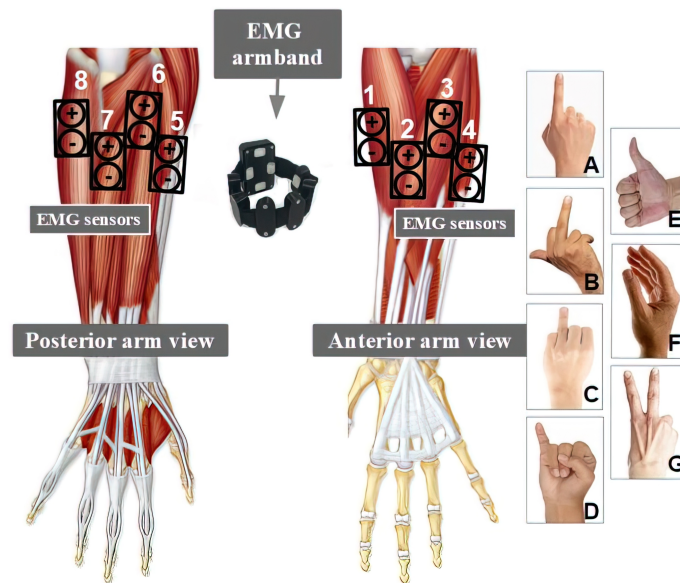 EMG
armband
8
6
7
5
+
-
+
-
+
-
+
-
1
3
2
4
+
-
+
-
+
-
+
-
EMG sensors
EMG sensors
Posterior arm view
Anterior arm view
A
B
C
D
E
F
G